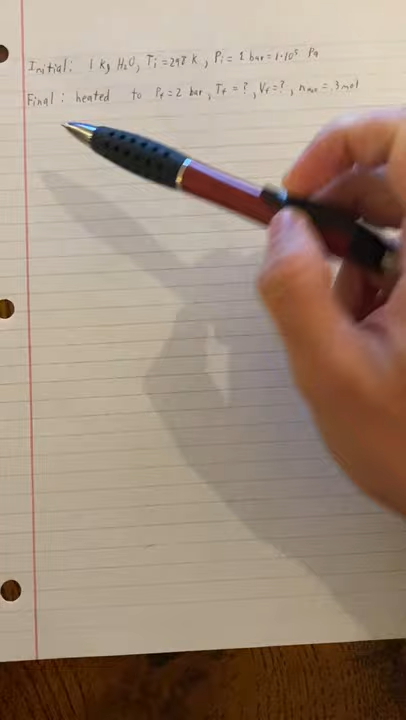 Initial: 1 kg H₂O, Tᵢ = 298 K, Pᵢ = 1 bar = 1·10⁵ Pa
Final: heated to P_f = 2 bar, T_f = ?, V_f = ?, = .3 mol